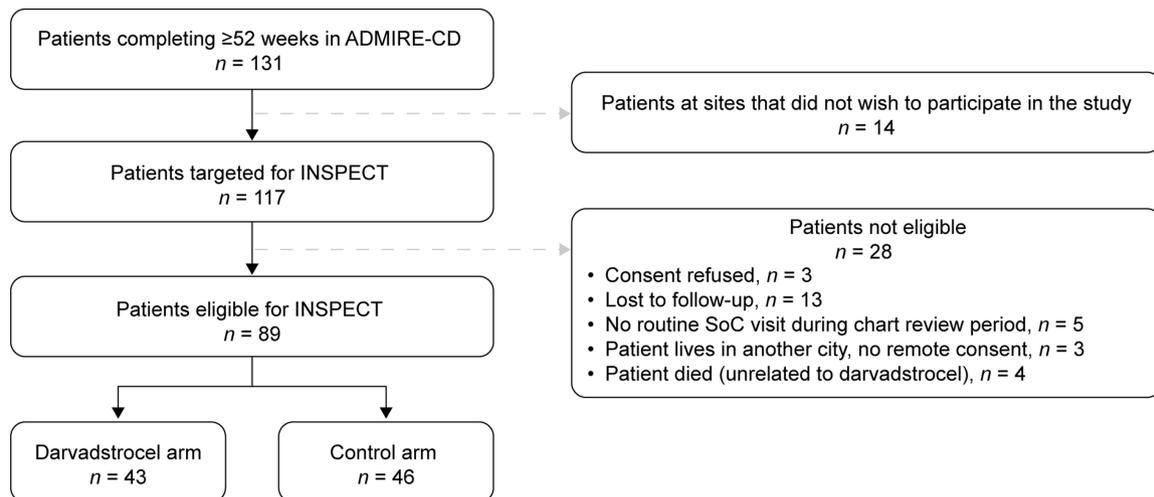 Patients completing ≥52 weeks in ADMIRE-CD
n = 131
Patients at sites that did not wish to participate in the study
n = 14
Patients targeted for INSPECT
n = 117
Patients not eligible
n = 28
• Consent refused, n = 3
• Lost to follow-up, n = 13
• No routine SoC visit during chart review period, n = 5
• Patient lives in another city, no remote consent, n = 3
• Patient died (unrelated to darvadstrocel), n = 4
Patients eligible for INSPECT
n = 89
Darvadstrocel arm
n = 43
Control arm
n = 46